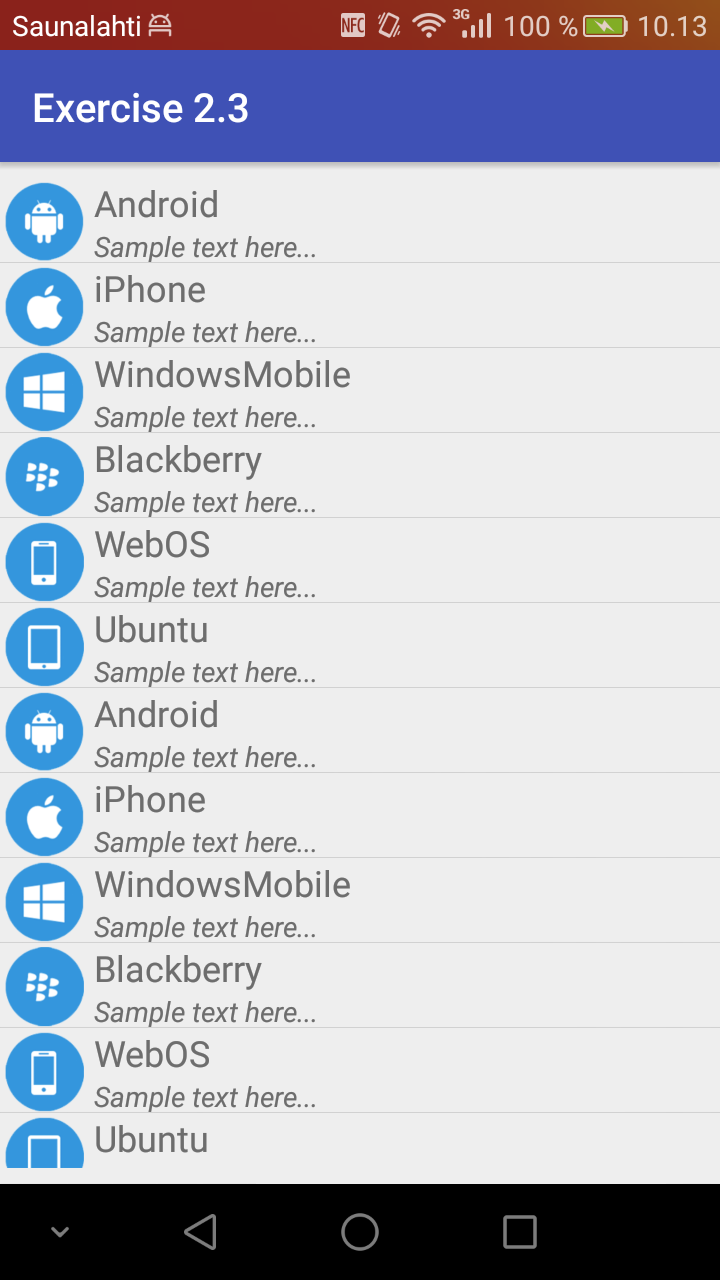 Saunalahti NFC 3G 100 % 10.13
Exercise 2.3
Android
Sample text here...
iPhone
Sample text here...
WindowsMobile
Sample text here...
Blackberry
Sample text here...
WebOS
Sample text here...
Ubuntu
Sample text here...
Android
Sample text here...
iPhone
Sample text here...
WindowsMobile
Sample text here...
Blackberry
Sample text here...
WebOS
Sample text here...
Ubuntu